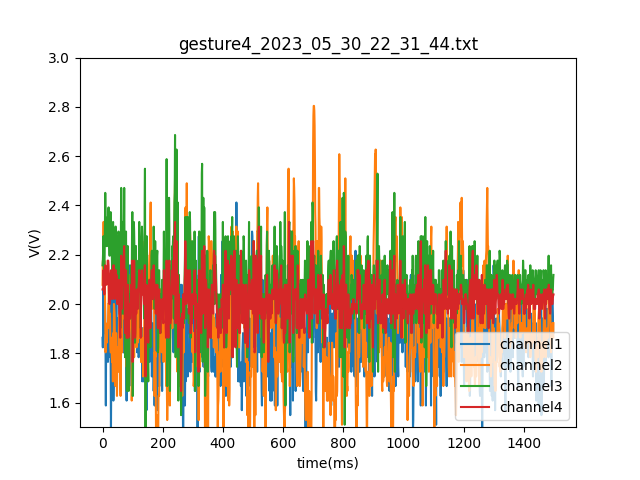 gesture4_2023_05_30_22_31_44.txt
3.0
2.8
2.6
2.4
2.2
2.0
1.8
1.6
V(V)
channel1
channel2
channel3
channel4
0 200 400 600 800 1000 1200 1400
time(ms)